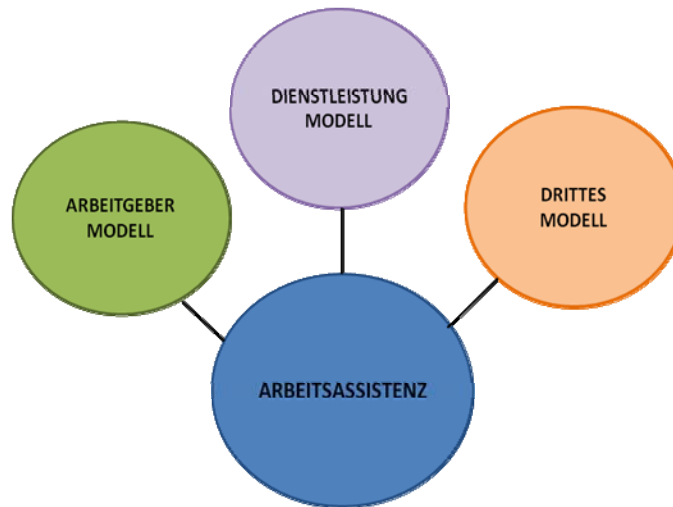 DIENSTLEISTUNG
MODELL
ARBEITGEBER
MODELL
DRITTES
MODELL
ARBEITSASSISTENZ